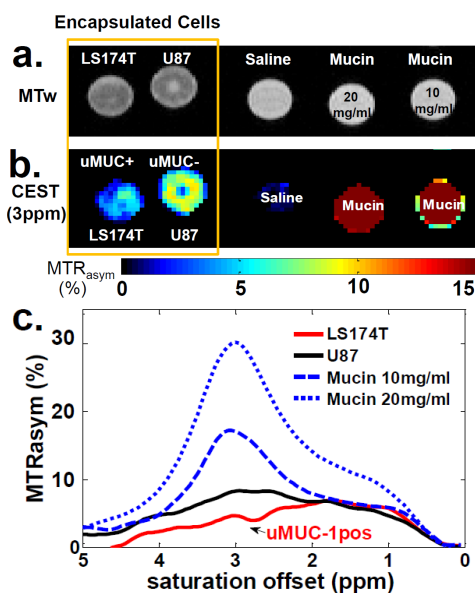 Encapsulated Cells
a.
LS174T U87 Saline Mucin Mucin
MTw
20 mg/ml
10 mg/ml
b.
uMUC+ uMUC-
CEST (3ppm)
Saline Mucin Mucin
LS174T U87
MTRasym (%)
0 5 10 15
c.
LS174T
U87
Mucin 10mg/ml
Mucin 20mg/ml
MTRasym (%)
30
20
10
0
uMUC-1pos
5 4 3 2 1 0
saturation offset (ppm)